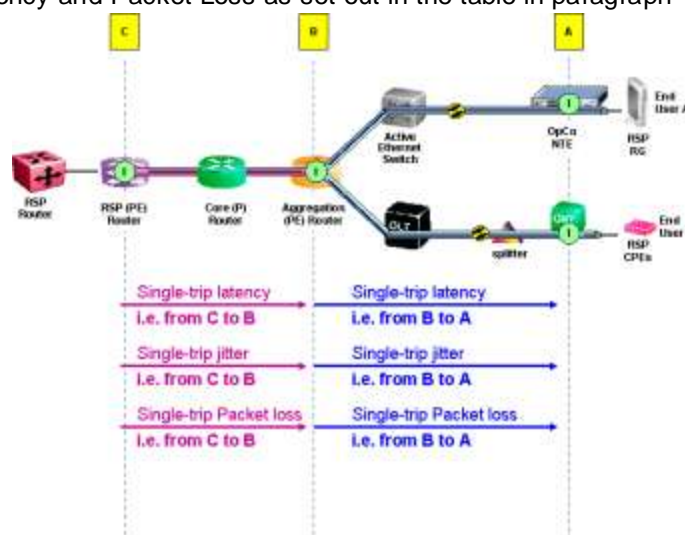 ency and Packet Loss as set out in the table in paragraph
C
B
A
Active
Ethernet
Switch
OpCo
NTE
RSP
RG
End
User A
RSP
Router
RSP (PE)
Router
Core (P)
Router
Aggregation
(PE) Router
OLT
splitter
RSP
CPEs
End
User
Single-trip latency
i.e. from C to B
Single-trip latency
i.e. from B to A
Single-trip jitter
i.e. from C to B
Single-trip jitter
i.e. from B to A
Single-trip Packet loss
i.e. from C to B
Single-trip Packet loss
i.e. from B to A